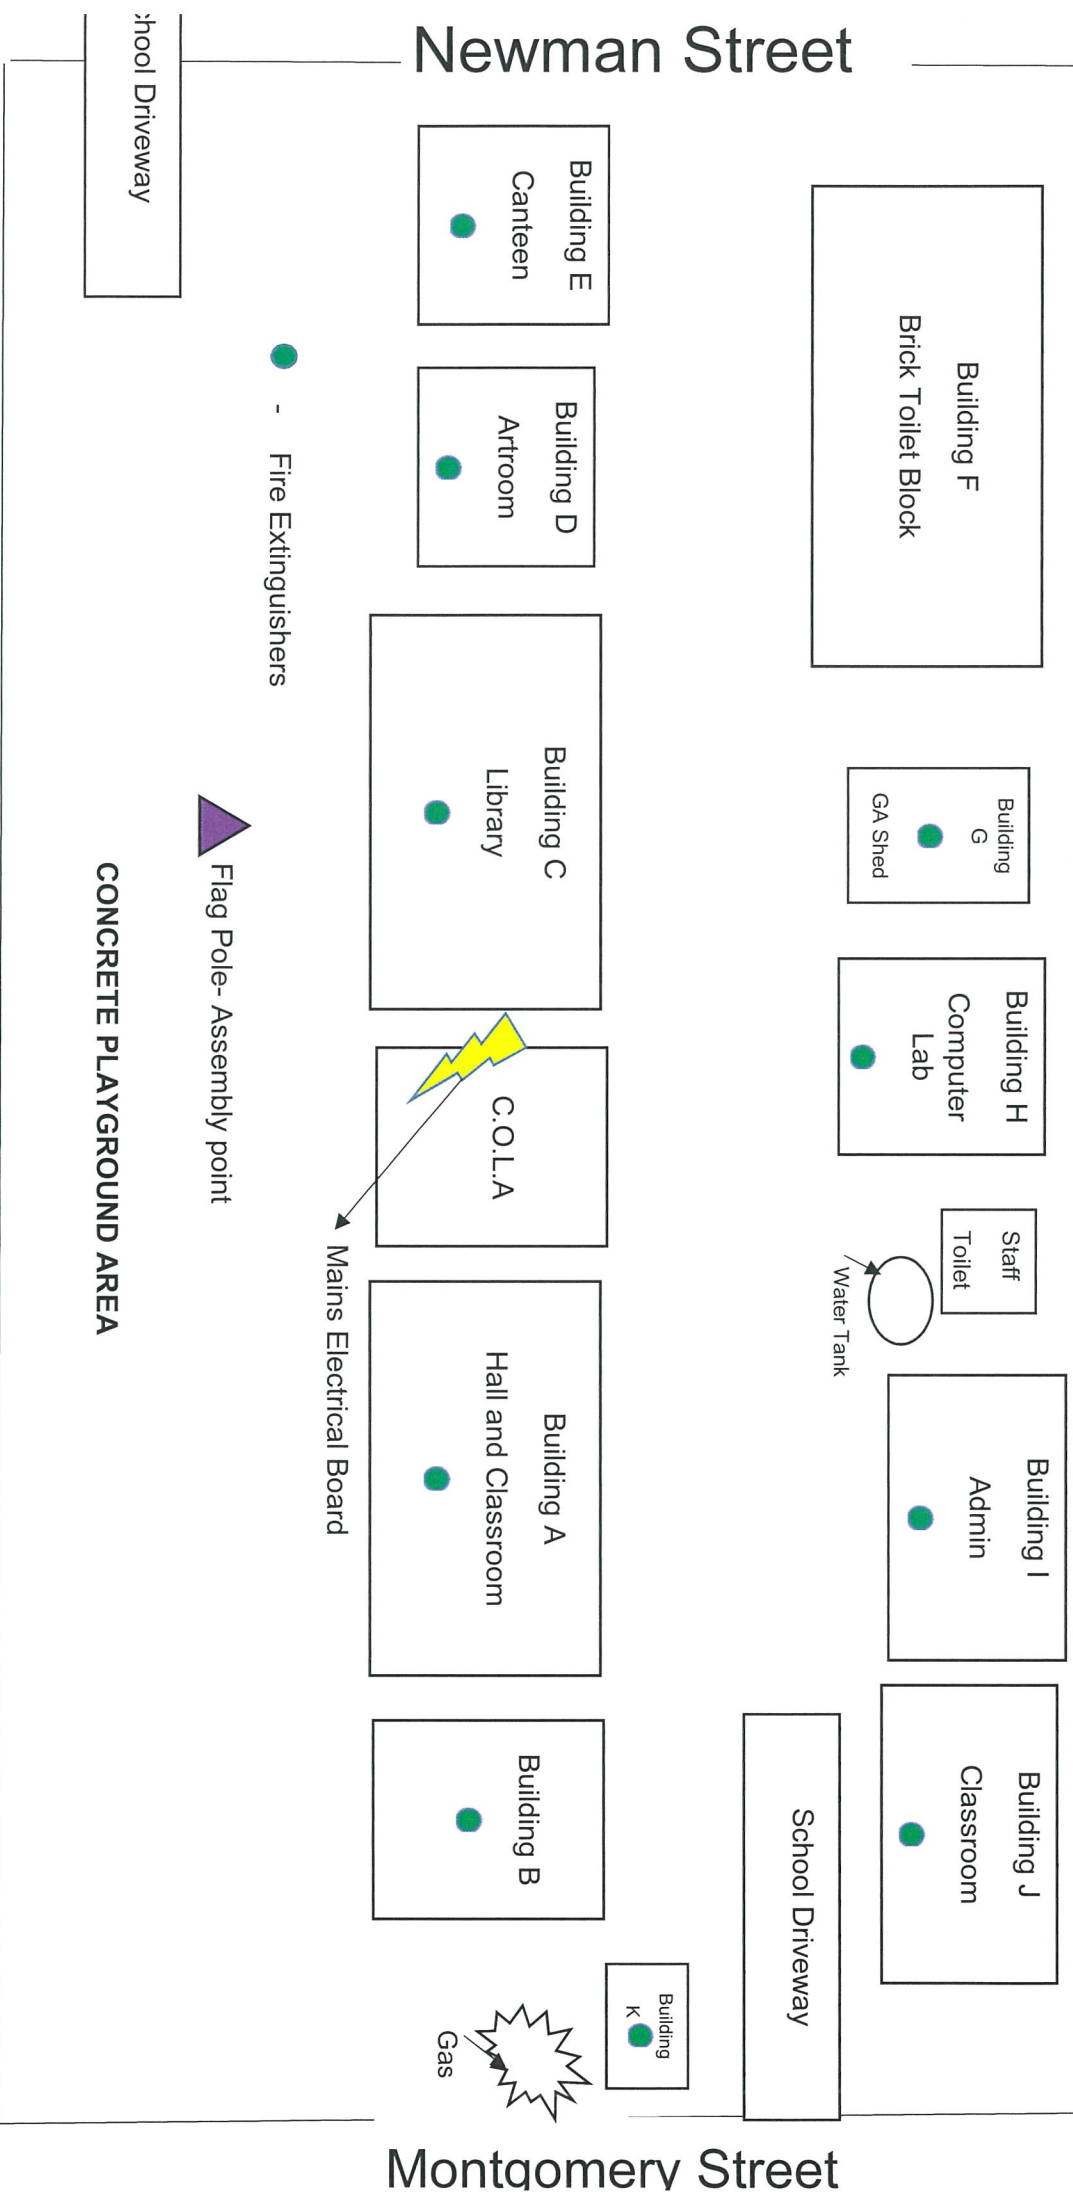 Newman Street
hool Driveway
Building E
Canteen
Building F
Brick Toilet Block
Building D
Artroom
- Fire Extinguishers
Building C
Library
Building
G
GA Shed
Flag Pole- Assembly point
CONCRETE PLAYGROUND AREA
Building H
Computer
Lab
C.O.L.A
Staff
Toilet
Water Tank
Mains Electrical Board
Building A
Hall and Classroom
Building I
Admin
Building B
Building J
Classroom
School Driveway
Building
K
Gas
Montgomery Street